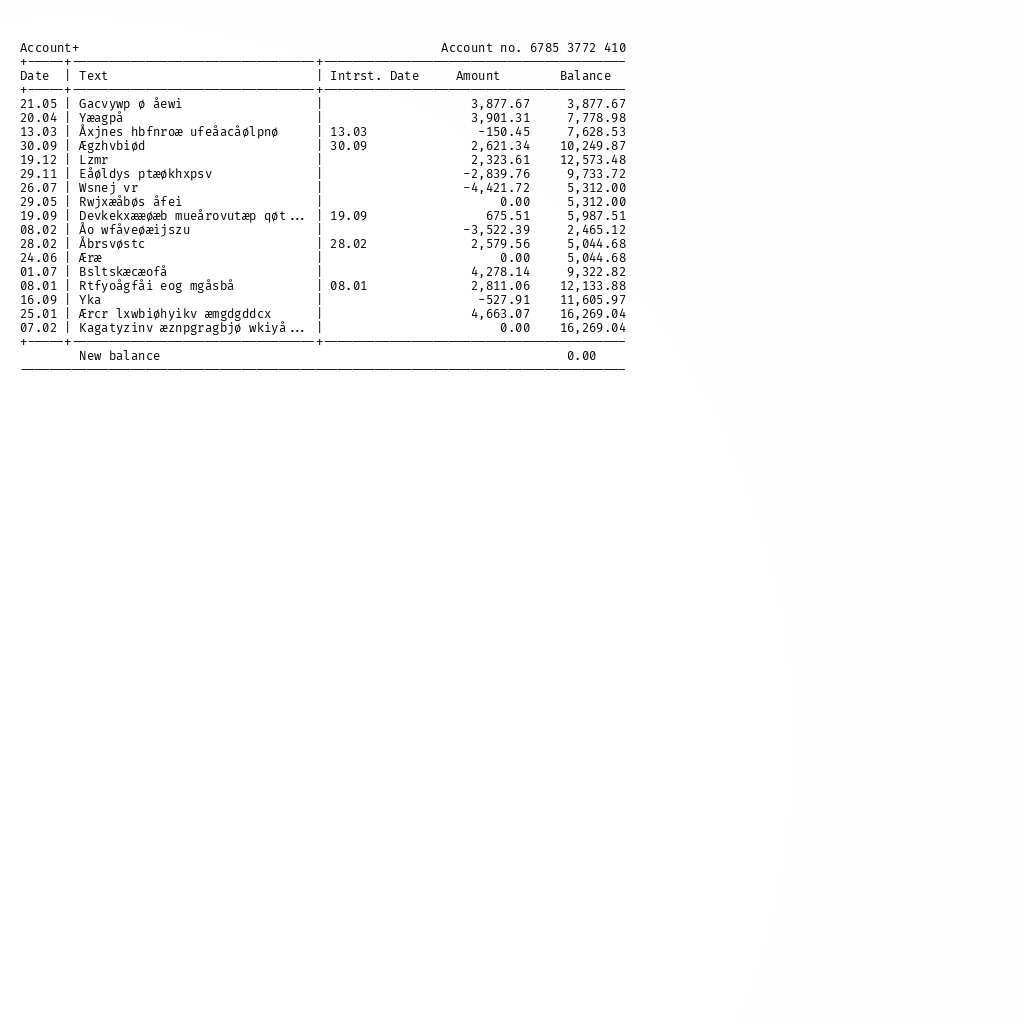 Account+ Account no. 6785 3772 410
+-----+---------------------------------+-----------------------------------------
Date | Text | Intrst. Date Amount Balance
+-----+---------------------------------+-----------------------------------------
21.05 | Gacvywp ø åewi | 3,877.67 3,877.67
20.04 | Yæagpå | 3,901.31 7,778.98
13.03 | Åxjnes hbfnroæ ufeåacåølpnø | 13.03 -150.45 7,628.53
30.09 | Ægzhvbiød | 30.09 2,621.34 10,249.87
19.12 | Lzmr | 2,323.61 12,573.48
29.11 | Eåøldys ptæøkhxpsv | -2,839.76 9,733.72
26.07 | Wsnej vr | -4,421.72 5,312.00
29.05 | Rwjxæåbøs åfei | 0.00 5,312.00
19.09 | Devkekxææøæb mueårovutæp qøt... | 19.09 675.51 5,987.51
08.02 | Åo wfåveøæijszu | -3,522.39 2,465.12
28.02 | Åbrsvøstc | 28.02 2,579.56 5,044.68
24.06 | Æræ | 0.00 5,044.68
01.07 | Bsltskæcæofå | 4,278.14 9,322.82
08.01 | Rtfyoågfåi eog mgåsbå | 08.01 2,811.06 12,133.88
16.09 | Yka | -527.91 11,605.97
25.01 | Ærcr lxwbiøhyikv æmgdgddcx | 4,663.07 16,269.04
07.02 | Kagatyzinv æznpgragbjø wkiyå... | 0.00 16,269.04
+-----+---------------------------------+-----------------------------------------
New balance 0.00
----------------------------------------------------------------------------------